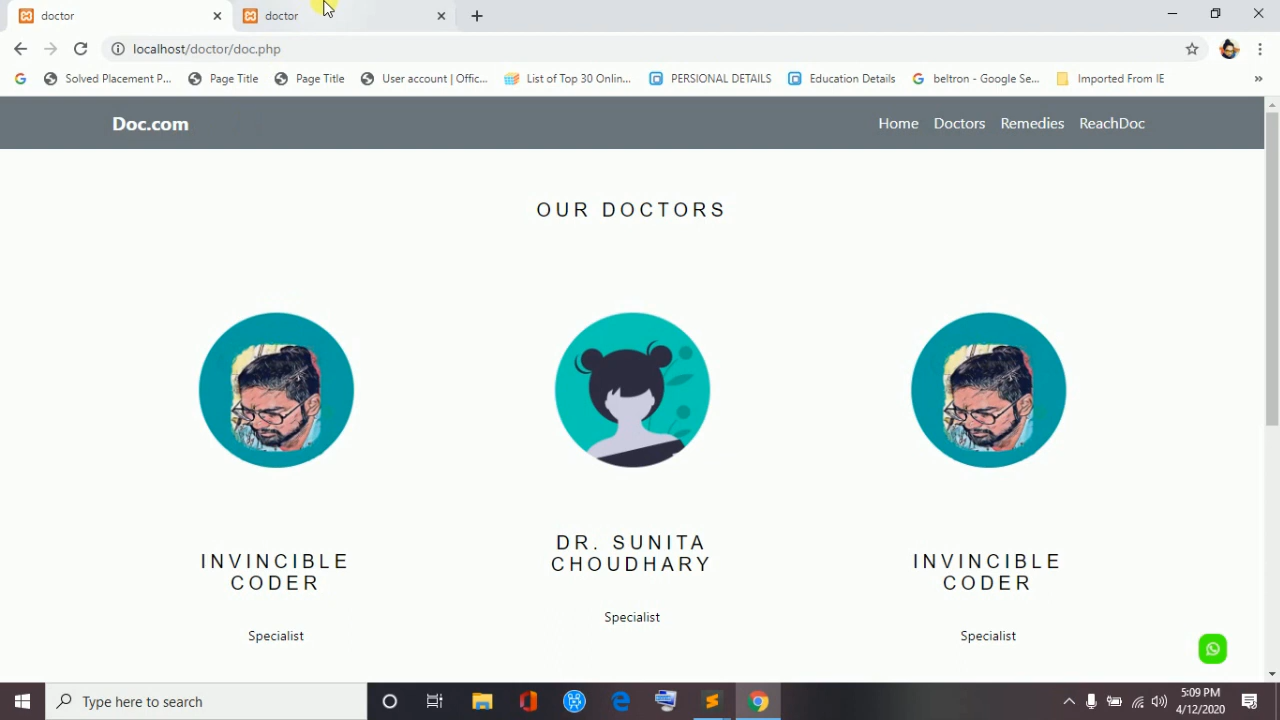 doctor
doctor
localhost/doctor/doc.php
Solved Placement P...
Page Title
Page Title
User account | Offic...
List of Top 30 Onlin...
PERSIONAL DETAILS
Education Details
beltron - Google Se...
Imported From IE
»
Doc.com
Home
Doctors
Remedies
ReachDoc
OUR DOCTORS
INVINCIBLE
CODER
Specialist
DR. SUNITA
CHOUDHARY
Specialist
INVINCIBLE
CODER
Specialist
Type here to search
5:09 PM
4/12/2020